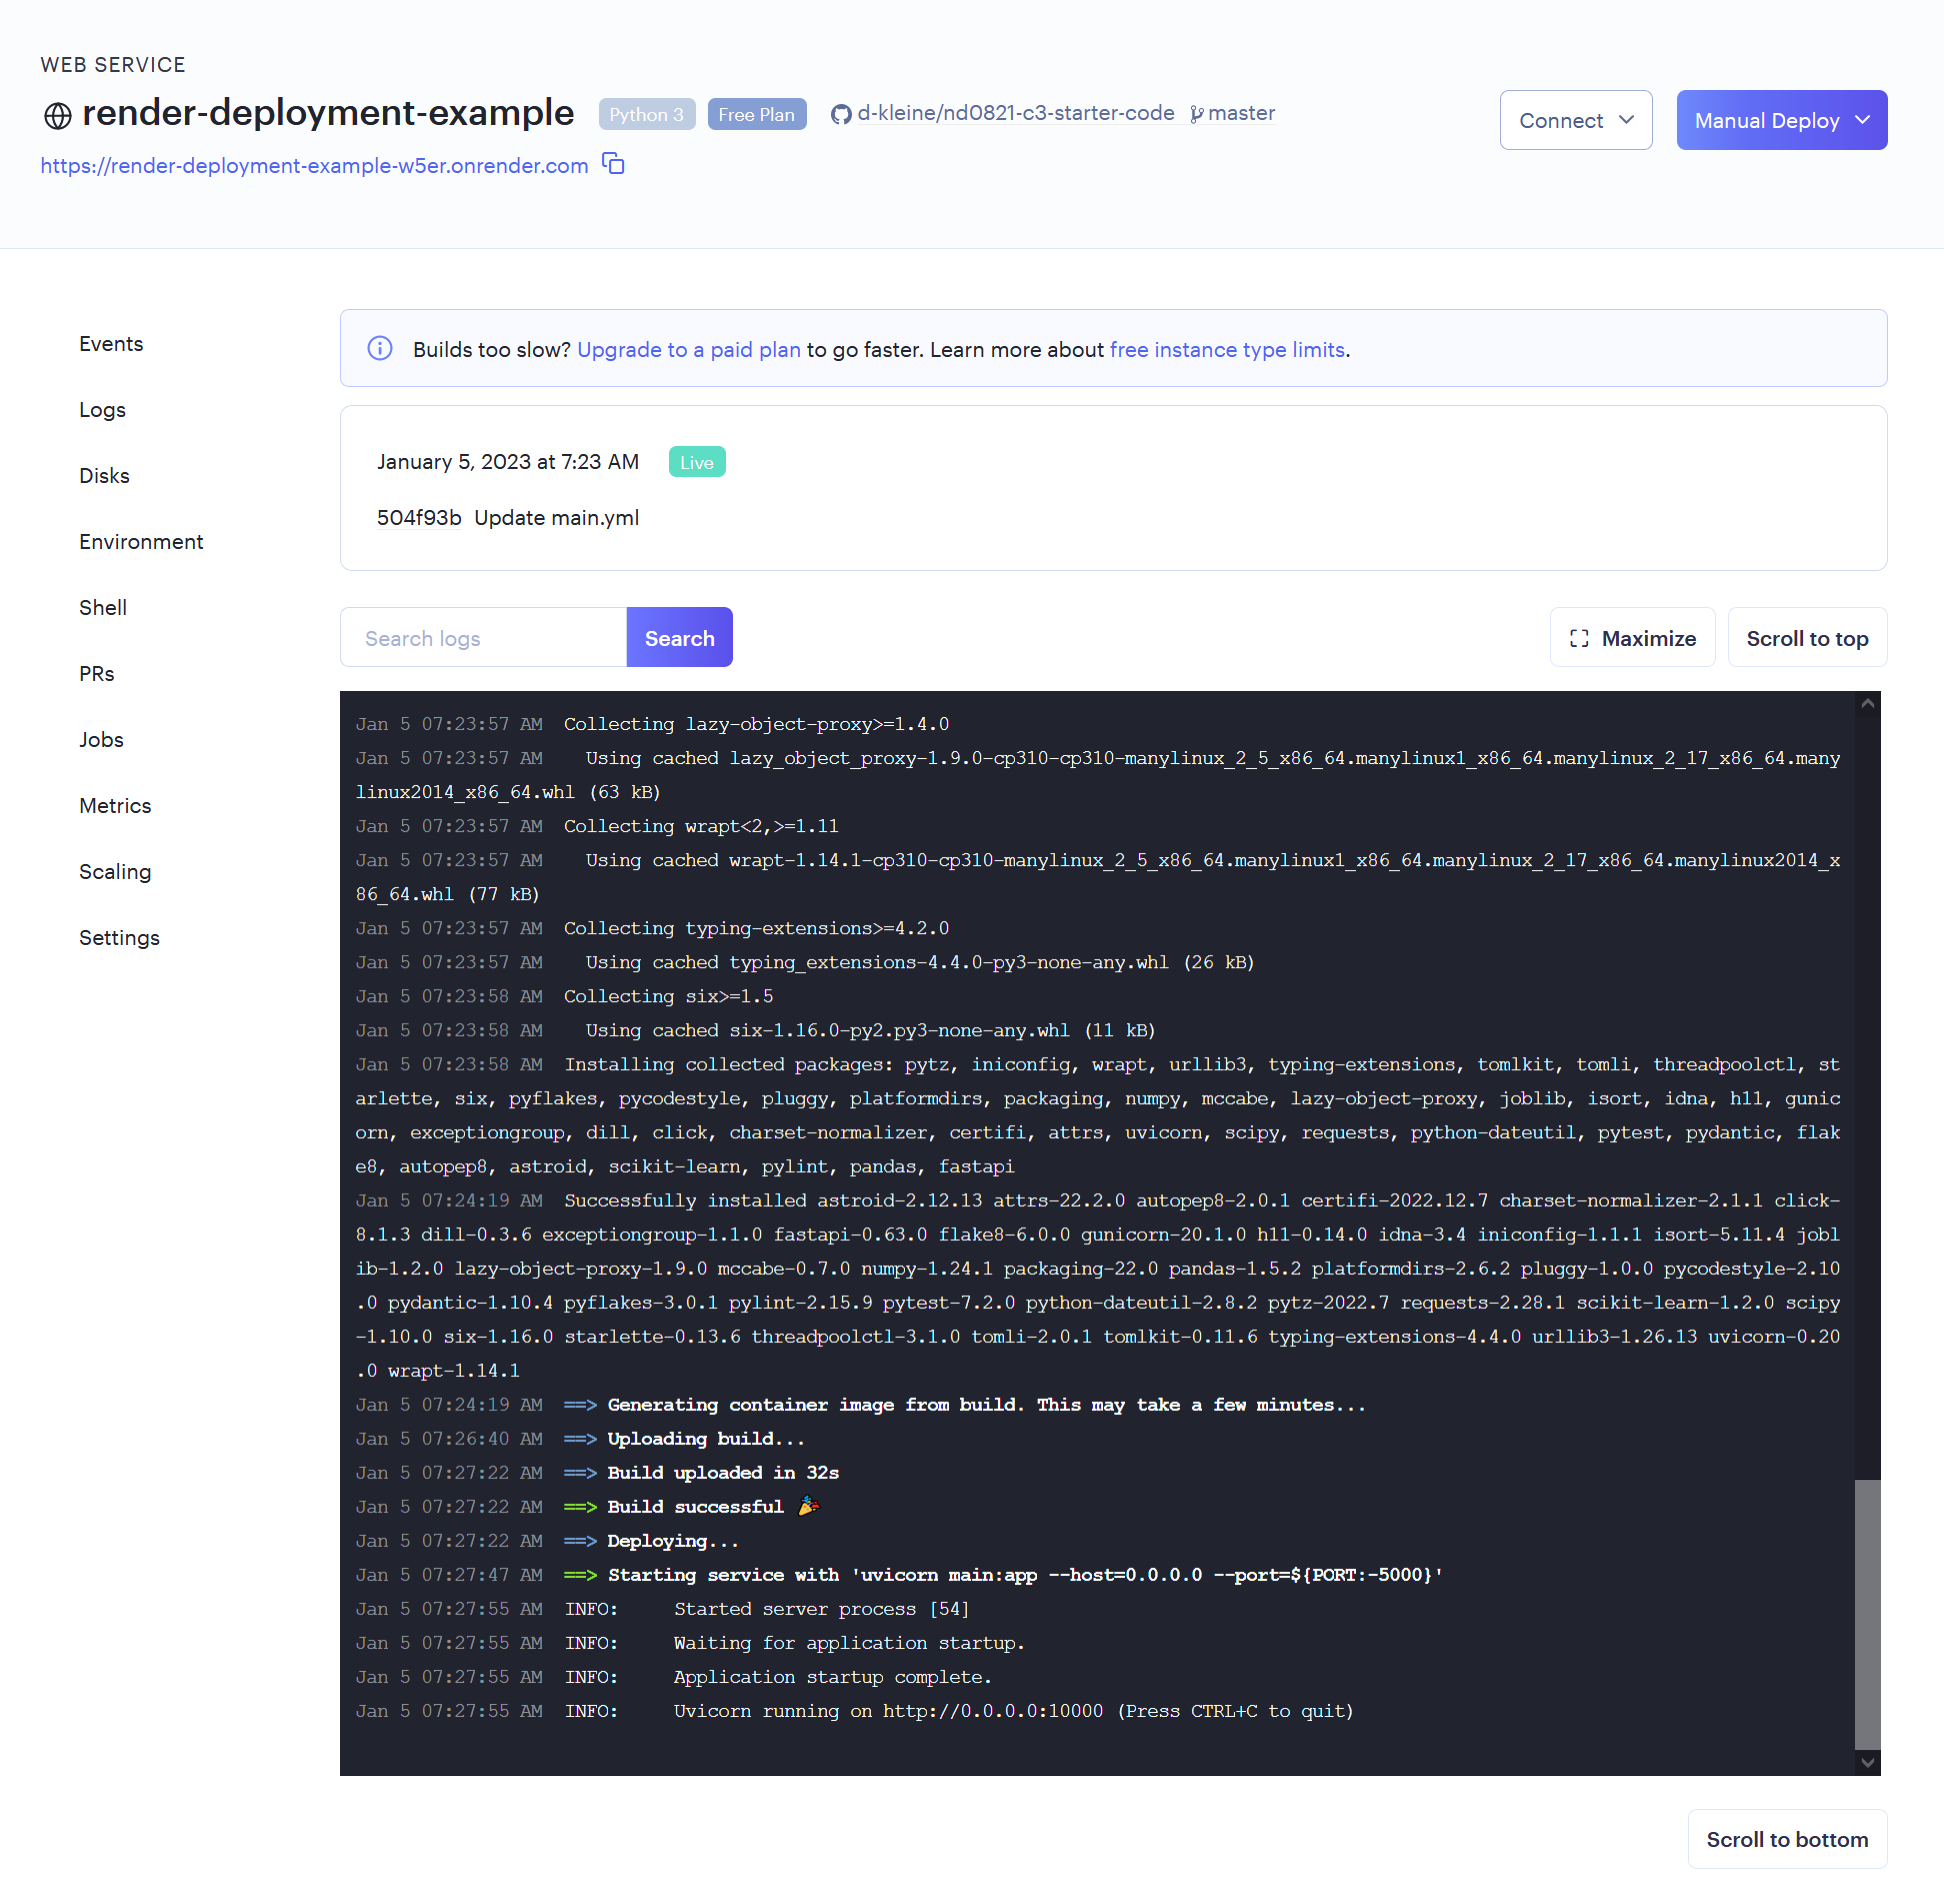 WEB SERVICE
render-deployment-example Python 3 Free Plan d-kleine/nd0821-c3-starter-code master
Connect Manual Deploy
https://render-deployment-example-w5er.onrender.com
Events
Logs
Disks
Environment
Shell
PRs
Jobs
Metrics
Scaling
Settings
Builds too slow? Upgrade to a paid plan to go faster. Learn more about free instance type limits.
January 5, 2023 at 7:23 AM Live
504f93b Update main.yml
Search logs Search Maximize Scroll to top
Jan 5 07:23:57 AM Collecting lazy-object-proxy>=1.4.0
Jan 5 07:23:57 AM Using cached lazy_object_proxy-1.9.0-cp310-cp310-manylinux_2_5_x86_64.manylinux1_x86_64.manylinux_2_17_x86_64.many
linux2014_x86_64.whl (63 kB)
Jan 5 07:23:57 AM Collecting wrapt<2,>=1.11
Jan 5 07:23:57 AM Using cached wrapt-1.14.1-cp310-cp310-manylinux_2_5_x86_64.manylinux1_x86_64.manylinux_2_17_x86_64.manylinux2014_x
86_64.whl (77 kB)
Jan 5 07:23:57 AM Collecting typing-extensions>=4.2.0
Jan 5 07:23:57 AM Using cached typing_extensions-4.4.0-py3-none-any.whl (26 kB)
Jan 5 07:23:58 AM Collecting six>=1.5
Jan 5 07:23:58 AM Using cached six-1.16.0-py2.py3-none-any.whl (11 kB)
Jan 5 07:23:58 AM Installing collected packages: pytz, iniconfig, wrapt, urllib3, typing-extensions, tomlkit, tomli, threadpoolctl, st
arlette, six, pyflakes, pycodestyle, pluggy, platformdirs, packaging, numpy, mccabe, lazy-object-proxy, joblib, isort, idna, h11, gunic
orn, exceptiongroup, dill, click, charset-normalizer, certifi, attrs, uvicorn, scipy, requests, python-dateutil, pytest, pydantic, flak
e8, autopep8, astroid, scikit-learn, pylint, pandas, fastapi
Jan 5 07:24:19 AM Successfully installed astroid-2.12.13 attrs-22.2.0 autopep8-2.0.1 certifi-2022.12.7 charset-normalizer-2.1.1 click-
8.1.3 dill-0.3.6 exceptiongroup-1.1.0 fastapi-0.63.0 flake8-6.0.0 gunicorn-20.1.0 h11-0.14.0 idna-3.4 iniconfig-1.1.1 isort-5.11.4 jobl
ib-1.2.0 lazy-object-proxy-1.9.0 mccabe-0.7.0 numpy-1.24.1 packaging-22.0 pandas-1.5.2 platformdirs-2.6.2 pluggy-1.0.0 pycodestyle-2.10
.0 pydantic-1.10.4 pyflakes-3.0.1 pylint-2.15.9 pytest-7.2.0 python-dateutil-2.8.2 pytz-2022.7 requests-2.28.1 scikit-learn-1.2.0 scipy
-1.10.0 six-1.16.0 starlette-0.13.6 threadpoolctl-3.1.0 tomli-2.0.1 tomlkit-0.11.6 typing-extensions-4.4.0 urllib3-1.26.13 uvicorn-0.20
.0 wrapt-1.14.1
Jan 5 07:24:19 AM ==> Generating container image from build. This may take a few minutes...
Jan 5 07:26:40 AM ==> Uploading build...
Jan 5 07:27:22 AM ==> Build uploaded in 32s
Jan 5 07:27:22 AM ==> Build successful 🎉
Jan 5 07:27:22 AM ==> Deploying...
Jan 5 07:27:47 AM ==> Starting service with 'uvicorn main:app --host=0.0.0.0 --port=${PORT:-5000}'
Jan 5 07:27:55 AM INFO: Started server process [54]
Jan 5 07:27:55 AM INFO: Waiting for application startup.
Jan 5 07:27:55 AM INFO: Application startup complete.
Jan 5 07:27:55 AM INFO: Uvicorn running on http://0.0.0.0:10000 (Press CTRL+C to quit)
Scroll to bottom